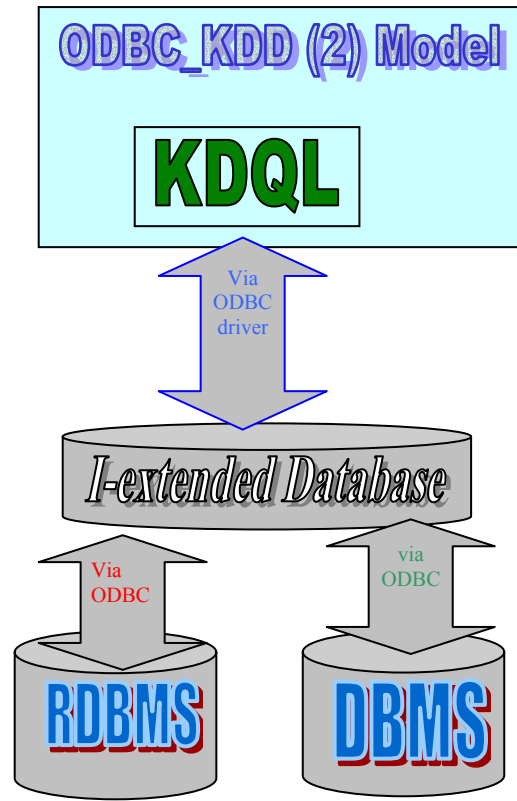 ODBC_KDD (2) Model
KDQL
Via
ODBC
driver
I-extended Database
Via
ODBC
via
ODBC
RDBMS
DBMS